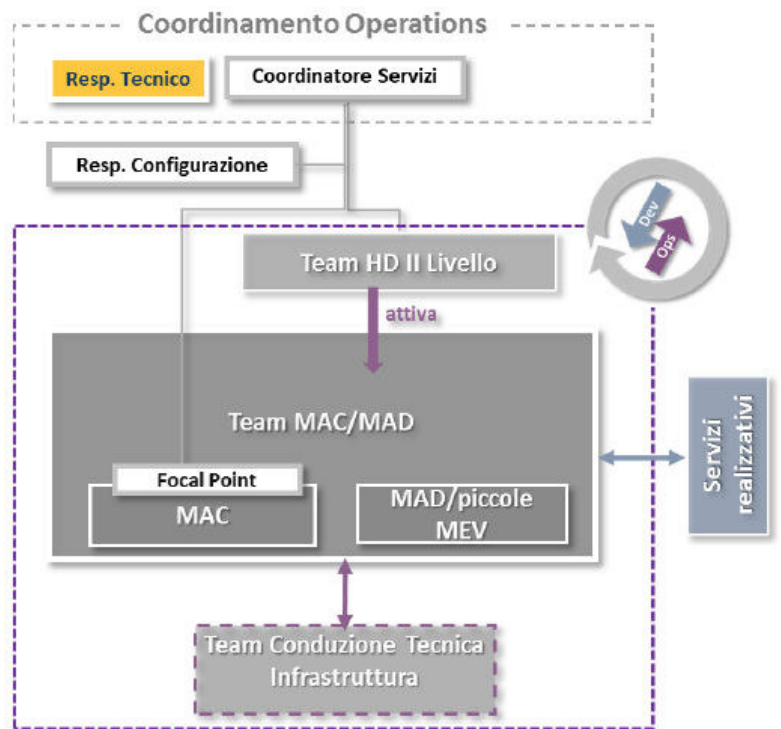 Coordinamento Operations
Resp. Tecnico
Coordinatore Servizi
Resp. Configurazione
Dev
Ops
Team HD II Livello
attiva
Team MAC/MAD
Servizi
realizzativi
Focal Point
MAC
MAD/piccole
MEV
Team Conduzione Tecnica
Infrastruttura